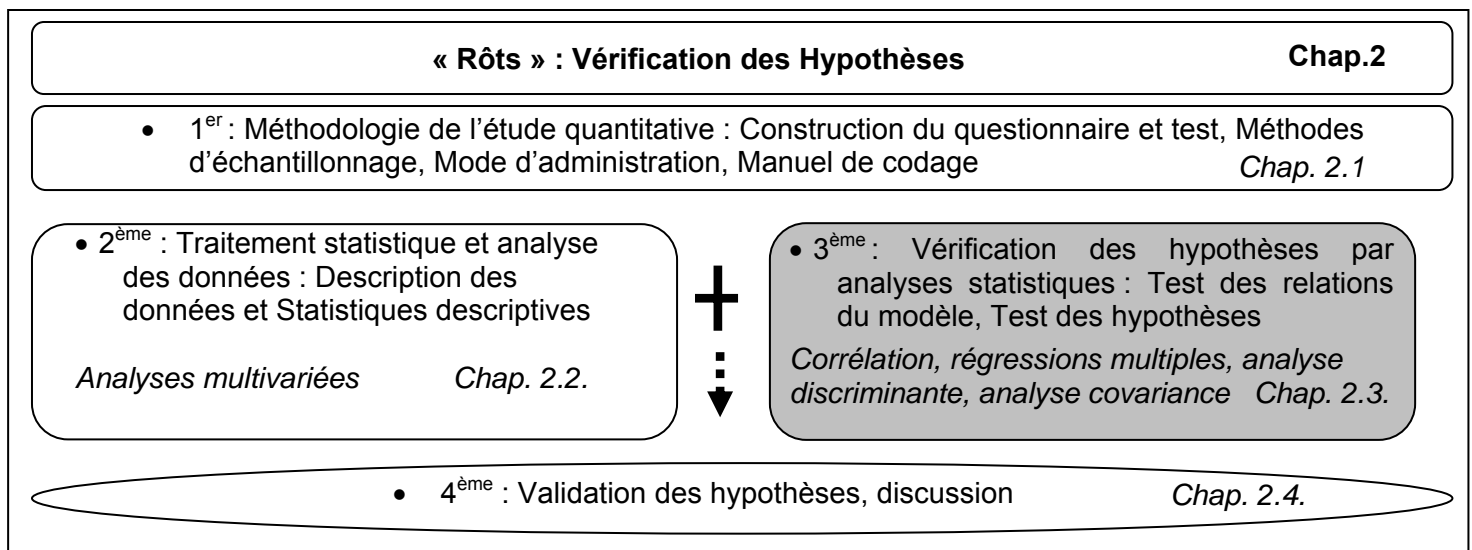 « Rôts » : Vérification des Hypothèses Chap.2
• 1er : Méthodologie de l'étude quantitative : Construction du questionnaire et test, Méthodes
d'échantillonnage, Mode d'administration, Manuel de codage Chap. 2.1
• 2ème : Traitement statistique et analyse
des données : Description des
données et Statistiques descriptives
Analyses multivariées Chap. 2.2.
• 3ème : Vérification des hypothèses par
analyses statistiques : Test des relations
du modèle, Test des hypothèses
Corrélation, régressions multiples, analyse
discriminante, analyse covariance Chap. 2.3.
• 4ème : Validation des hypothèses, discussion Chap. 2.4.